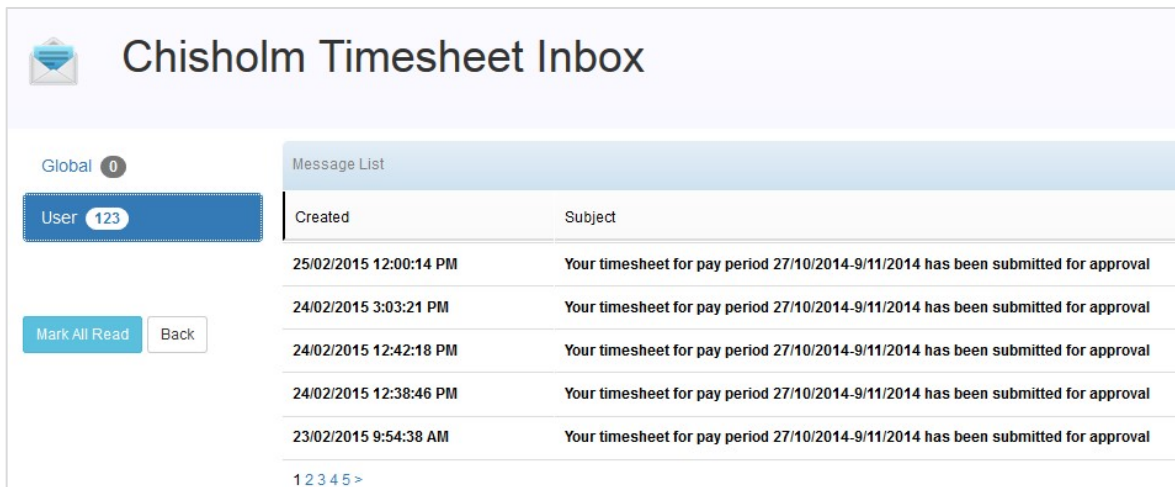 Chisholm Timesheet Inbox
Global 0
User 123
Mark All Read Back
Message List
Created Subject
25/02/2015 12:00:14 PM Your timesheet for pay period 27/10/2014-9/11/2014 has been submitted for approval
24/02/2015 3:03:21 PM Your timesheet for pay period 27/10/2014-9/11/2014 has been submitted for approval
24/02/2015 12:42:18 PM Your timesheet for pay period 27/10/2014-9/11/2014 has been submitted for approval
24/02/2015 12:38:46 PM Your timesheet for pay period 27/10/2014-9/11/2014 has been submitted for approval
23/02/2015 9:54:38 AM Your timesheet for pay period 27/10/2014-9/11/2014 has been submitted for approval
1 2 3 4 5 >